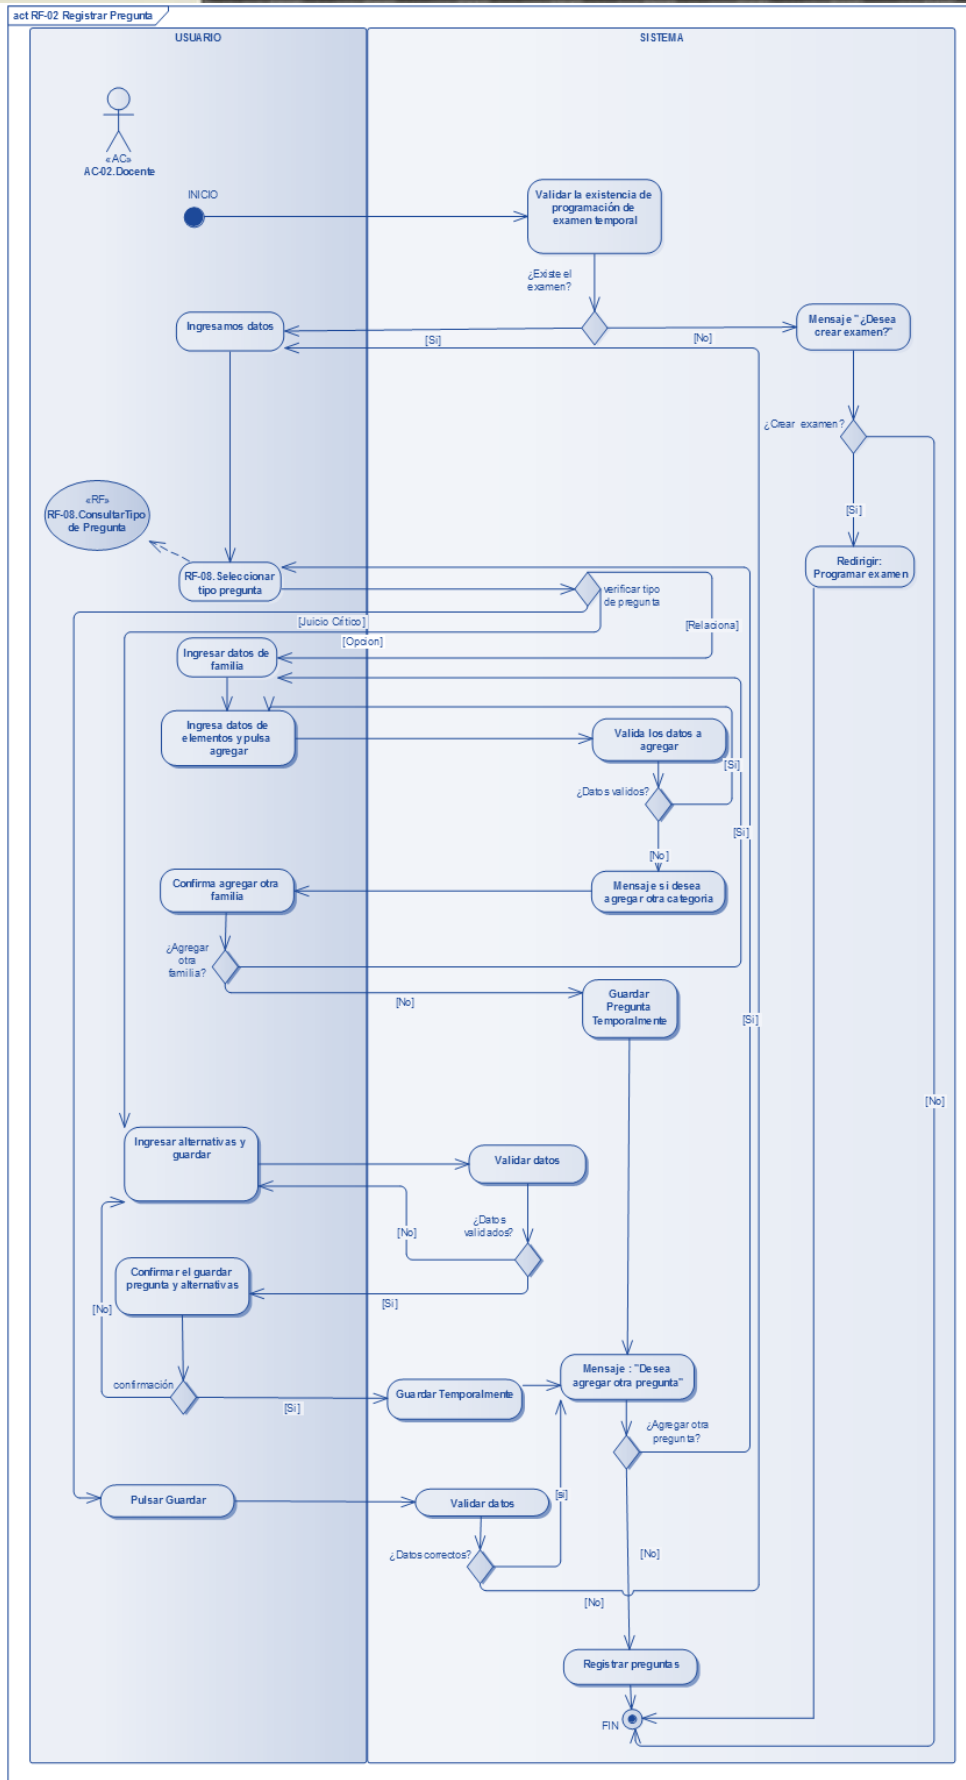 act RF-02 Registrar Pregunta
USUARIO
SISTEMA
«AC»
AC-02.Docente
INICIO
Validar la existencia de
programación de
examen temporal
¿Existe el
examen?
Ingresamos datos
[Si]
[No]
Mensaje "¿Desea
crear examen?"
¿Crear examen?
[Si]
«RF»
RF-08.ConsultarTipo
de Pregunta
Redirigir:
Programar examen
RF-08.Seleccionar
tipo pregunta
verificar tipo
de pregunta
[Juicio Crítico]
[Opcion]
[Relaciona]
Ingresar datos de
familia
Ingresa datos de
elementos y pulsa
agregar
Valida los datos a
agregar
[Si]
¿Datos validos?
[Si]
[No]
Confirma agregar otra
familia
Mensaje si desea
agregar otra categoria
¿Agregar
otra
familia?
[No]
Guardar
Pregunta
Temporalmente
[Si]
[No]
Ingresar alternativas y
guardar
Validar datos
¿Datos
validados?
[No]
Confirmar el guardar
pregunta y alternativas
[Si]
[No]
confirmación
[Si]
Guardar Temporalmente
Mensaje : "Desea
agregar otra pregunta"
¿Agregar otra
pregunta?
Pulsar Guardar
Validar datos
[si]
¿Datos correctos?
[No]
[No]
Registrar preguntas
FIN